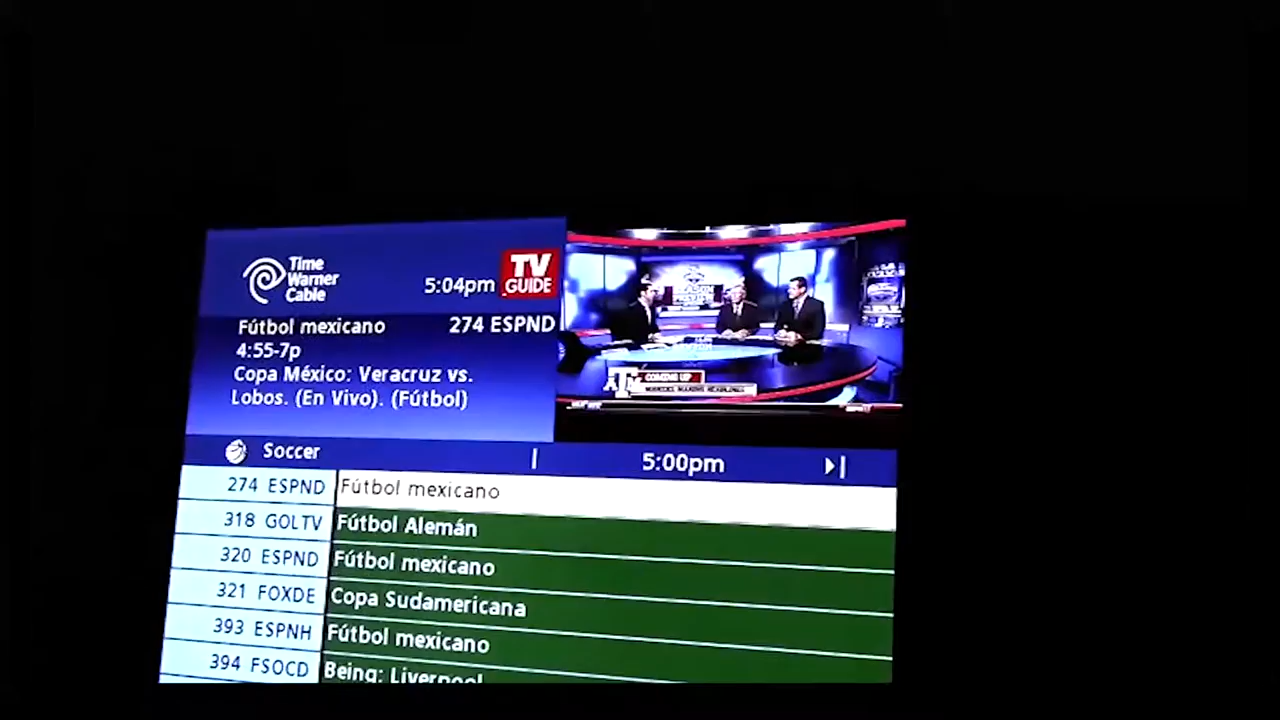 Time
Warner
Cable
5:04pm
TV
GUIDE
Fútbol mexicano
274 ESPND
4:55-7p
Copa México: Veracruz vs.
Lobos. (En Vivo). (Fútbol)
COMING UP
Soccer
5:00pm
274 ESPND
Fútbol mexicano
318 GOLTV
Fútbol Alemán
320 ESPND
Fútbol mexicano
321 FOXDE
Copa Sudamericana
393 ESPNH
Fútbol mexicano
394 FSOCD
Being: Liverpool